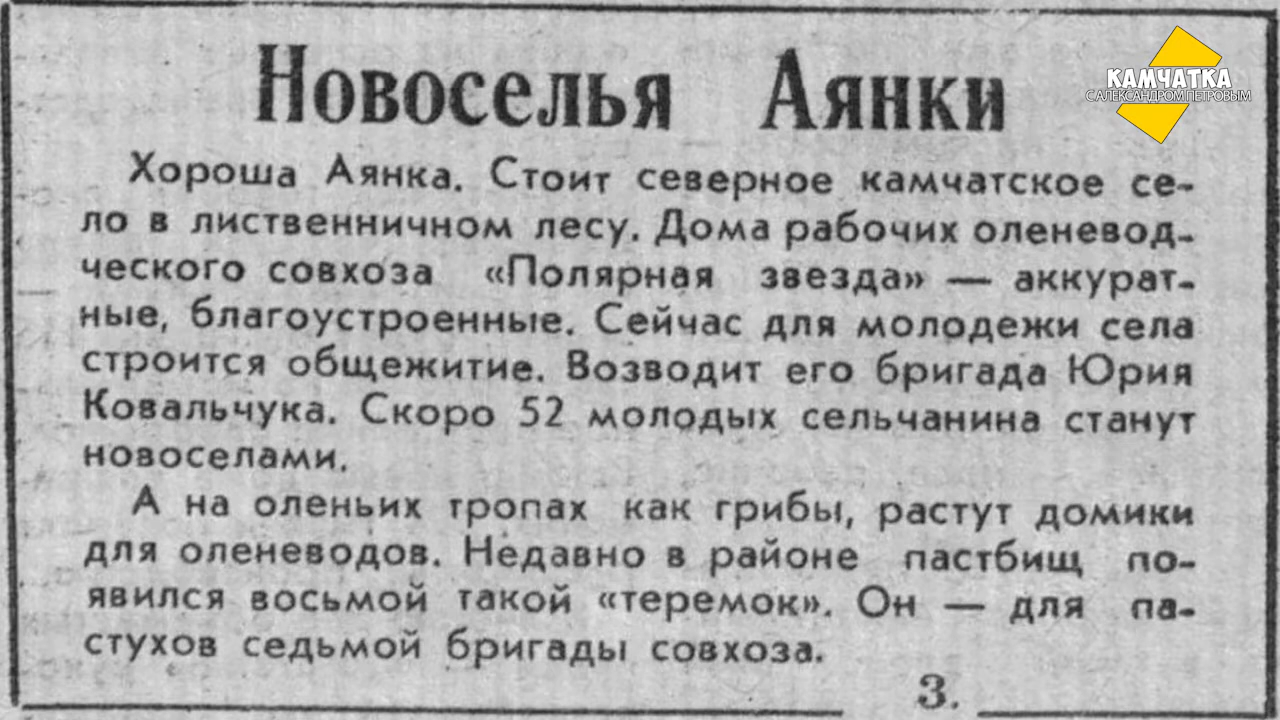 Новоселья Аянки
КАМЧАТКА
С АЛЕКСАНДРОМ ПЕТРОВЫМ
Хороша Аянка. Стоит северное камчатское се-
ло в лиственничном лесу. Дома рабочих оленевод-
ческого совхоза «Полярная звезда» — аккурат-
ные, благоустроенные. Сейчас для молодежи села
строится общежитие. Возводит его бригада Юрия
Ковальчука. Скоро 52 молодых сельчанина станут
новоселами.
А на оленьих тропах как грибы, растут домики
для оленеводов. Недавно в районе пастбищ по-
явился восьмой такой «теремок». Он — для па-
стухов седьмой бригады совхоза.
3.